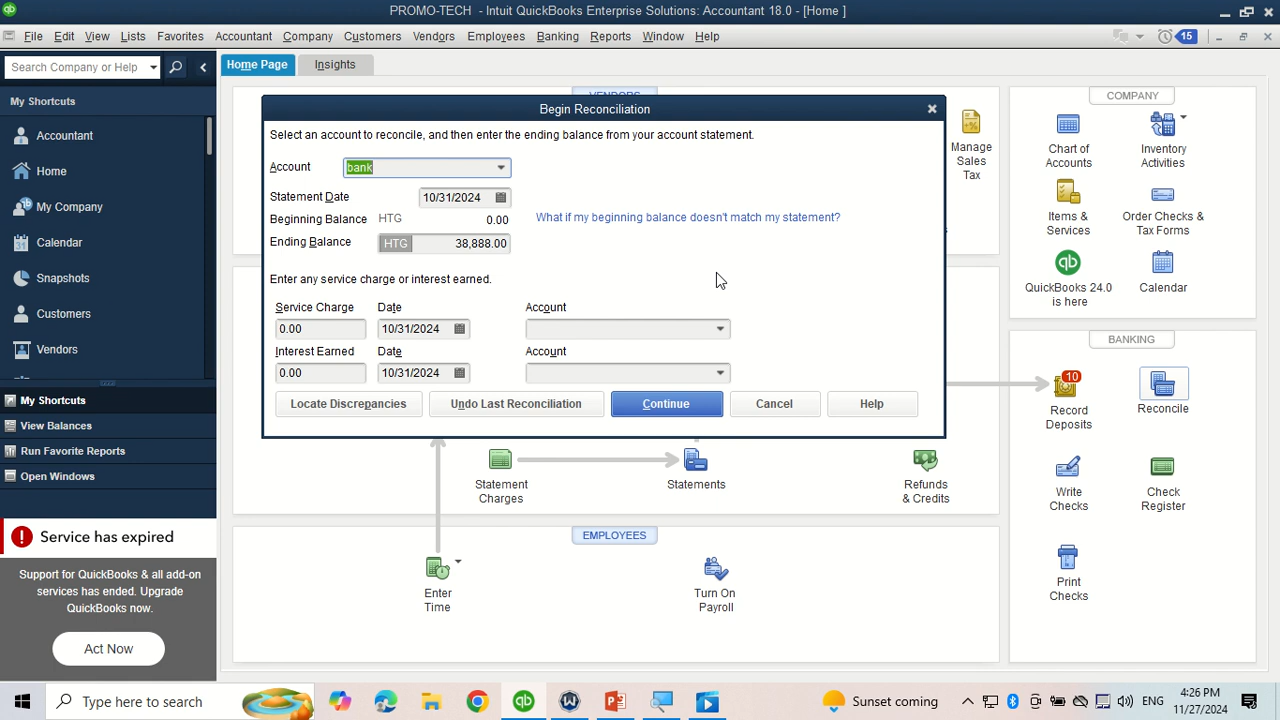 PROMO-TECH - Intuit QuickBooks Enterprise Solutions: Accountant 18.0 - [Home ]
File Edit View Lists Favorites Accountant Company Customers Vendors Employees Banking Reports Window Help
15
Search Company or Help
Home Page
Insights
My Shortcuts
Accountant
Home
My Company
Calendar
Snapshots
Customers
Vendors
My Shortcuts
View Balances
Run Favorite Reports
Open Windows
Service has expired
Support for QuickBooks & all add-on
services has ended. Upgrade
QuickBooks now.
Act Now
VENDORS
Begin Reconciliation
Select an account to reconcile, and then enter the ending balance from your account statement.
Account bank
Statement Date 10/31/2024
Beginning Balance HTG 0.00
What if my beginning balance doesn't match my statement?
Ending Balance HTG 38,888.00
Enter any service charge or interest earned.
Service Charge Date Account
0.00 10/31/2024
Interest Earned Date Account
0.00 10/31/2024
Locate Discrepancies
Undo Last Reconciliation
Continue
Cancel
Help
Manage
Sales
Tax
COMPANY
Chart of
Accounts
Inventory
Activities
Items &
Services
Order Checks &
Tax Forms
qb
QuickBooks 24.0
is here
Calendar
BANKING
10
Record
Deposits
Reconcile
Write
Checks
Check
Register
Print
Checks
Statement
Charges
Statements
Refunds
& Credits
EMPLOYEES
Enter
Time
Turn On
Payroll
Type here to search
qb
Sunset coming
ENG
4:26 PM
11/27/2024